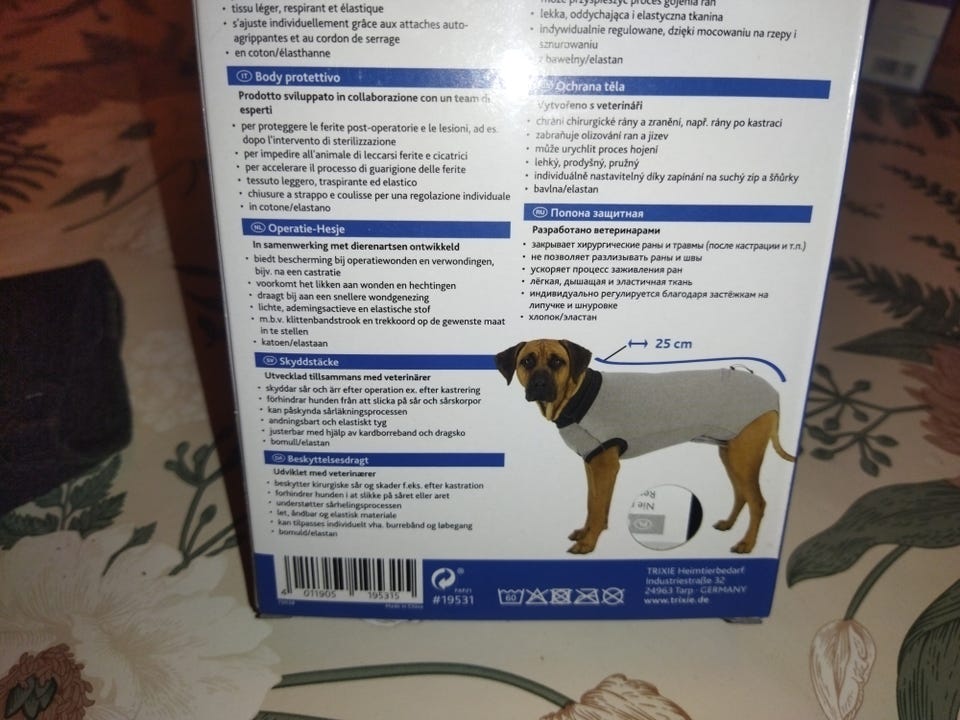 tissu léger, respirant et élastique
s'ajuste individuellement grâce aux attaches auto-
agrippantes et au cordon de serrage
en coton/élasthanne
IT Body protettivo
Prodotto sviluppato in collaborazione con un team di
esperti
per proteggere le ferite post-operatorie e le lesioni, ad es.
dopo l'intervento di sterilizzazione
per impedire all'animale di leccarsi ferite e cicatrici
per accelerare il processo di guarigione delle ferite
tessuto leggero, traspirante ed elastico
chiusure a strappo e coulisse per una regolazione individuale
in cotone/elastano
NL Operatie-Hesje
In samenwerking met dierenartsen ontwikkeld
biedt bescherming bij operatiewonden en verwondingen,
bijv. na een castratie
voorkomt het likken aan wonden en hechtingen
draagt bij aan een snellere wondgenezing
lichte, ademingsactieve en elastische stof
m.b.v. klittenbandstrook en trekkoord op de gewenste maat
in te stellen
katoen/elastaan
SV Skyddstäcke
Utvecklad tillsammans med veterinärer
skyddar sår och ärr efter operation ex. efter kastrering
förhindrar hunden från att slicka på sår och sårskorpor
kan påskynda sårläkningsprocessen
andningsbart och elastiskt tyg
justerbar med hjälp av kardborreband och dragsko
bomull/elastan
DA Beskyttelsesdragt
Udviklet med veterinærer
beskytter kirurgiske sår og skader f.eks. efter kastration
forhindrer hunden i at slikke på såret eller aret
understøtter sårhelingsprocessen
let, åndbar og elastisk materiale
kan tilpasses individuelt vha. burrebånd og løbegang
bomuld/elastan
może przyspieszyć proces gojenia ran
lekka, oddychająca i elastyczna tkanina
indywidualnie regulowane, dzięki mocowaniu na rzepy i
sznurowaniu
z bawełny/elastan
Ochrana těla
Vytvořeno s veterináři
chrání chirurgické rány a zranění, např. rány po kastraci
zabraňuje olizování ran a jizev
může urychlit proces hojení
lehký, prodyšný, pružný
individuálně nastavitelný díky zapínání na suchý zip a šňůrky
bavlna/elastan
RU Попона защитная
Разработано ветеринарами
закрывает хирургические раны и травмы (после кастрации и т.п.)
не позволяет разлизывать раны и швы
ускоряет процесс заживления ран
лёгкая, дышащая и эластичная ткань
индивидуально регулируется благодаря застёжкам на
липучке и шнуровке
хлопок/эластан
25 cm
Nie
PL
4 011905 195315
Made in China
#19531
60
TRIXIE Heimtierbedarf
Industriestraße 32
24963 Tarp · GERMANY
www.trixie.de